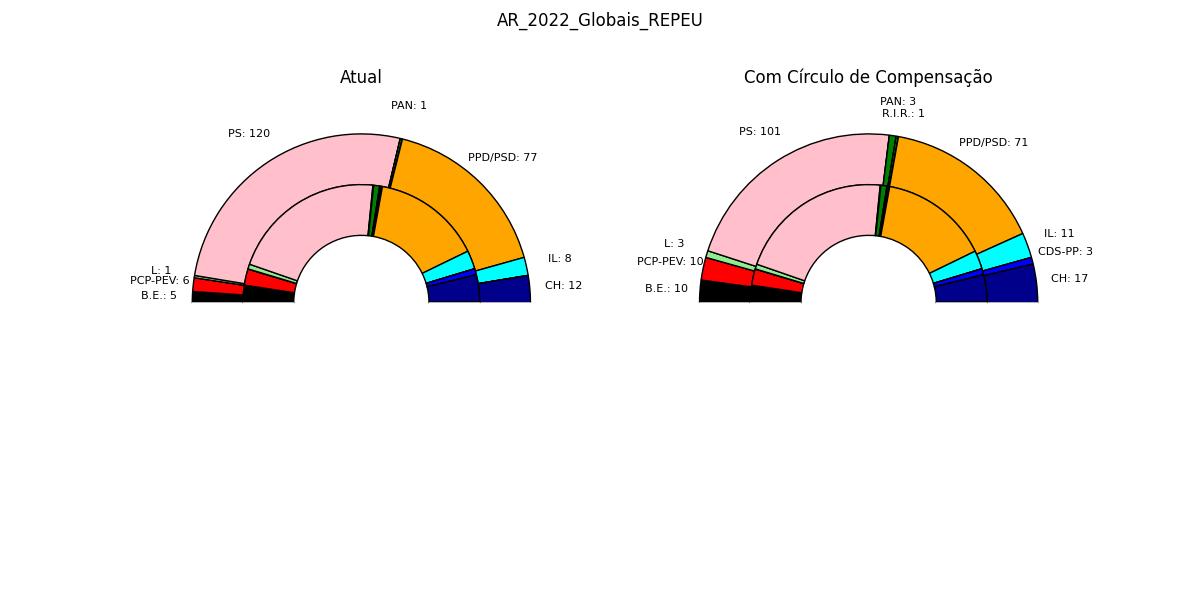 AR_2022_Globais_REPEU
Atual
PAN: 1
PS: 120
PPD/PSD: 77
IL: 8
L: 1
PCP-PEV: 6
CH: 12
B.E.: 5
Com Círculo de Compensação
PAN: 3
R.I.R.: 1
PS: 101
PPD/PSD: 71
IL: 11
L: 3
CDS-PP: 3
PCP-PEV: 10
CH: 17
B.E.: 10